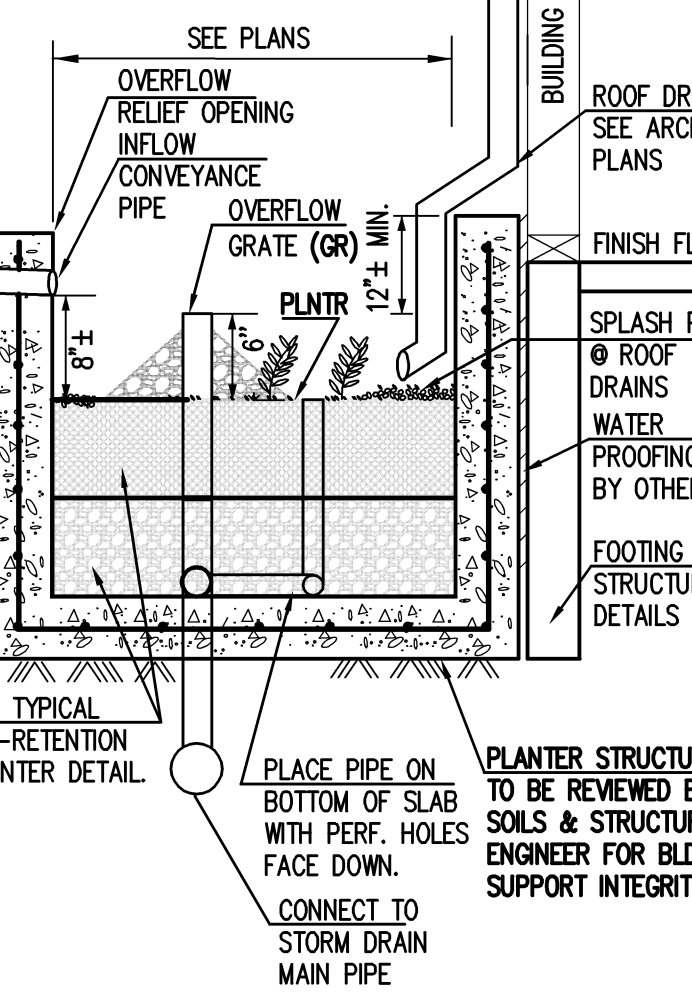 SEE PLANS
OVERFLOW
RELIEF OPENING
INFLOW
CONVEYANCE
PIPE
OVERFLOW
GRATE (GR)
PLNTR
6"
8"±
12"± MIN.
BUILDING
ROOF DR
SEE ARC
PLANS
FINISH FL
SPLASH
@ ROOF
DRAINS
WATER
PROOFING
BY OTHER
FOOTING
STRUCTU
DETAILS
TYPICAL
-RETENTION
NTER DETAIL.
PLACE PIPE ON
BOTTOM OF SLAB
WITH PERF. HOLES
FACE DOWN.
CONNECT TO
STORM DRAIN
MAIN PIPE
PLANTER STRUCTU
TO BE REVIEWED
SOILS & STRUCTU
ENGINEER FOR BLD
SUPPORT INTEGRIT